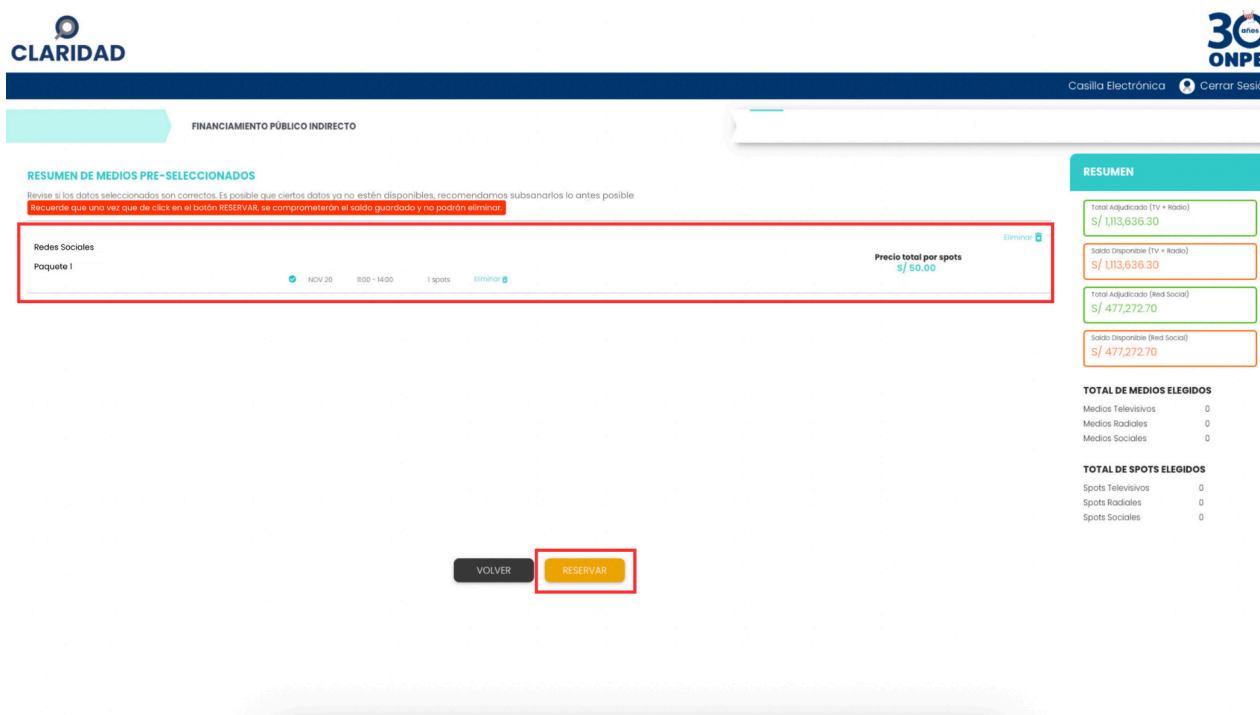 CLARIDAD
30 años
ONPE
Casilla Electrónica Cerrar Sesió
FINANCIAMIENTO PÚBLICO INDIRECTO
RESUMEN DE MEDIOS PRE-SELECCIONADOS
Revise si los datos seleccionados son correctos. Es posible que ciertos datos ya no estén disponibles, recomendamos subsanarlos lo antes posible
Recuerde que una vez que de click en el botón RESERVAR, se comprometerán el saldo guardado y no podrán eliminar.
Eliminar
Redes Sociales
Paquete 1
Precio total por spots
S/ 50.00
NOV 20 11:00 - 14:00 1 spots Eliminar
VOLVER
RESERVAR
RESUMEN
Total Adjudicado (TV + Radio)
S/ 1,113,636.30
Saldo Disponible (TV + Radio)
S/ 1,113,636.30
Total Adjudicado (Red Social)
S/ 477,272.70
Saldo Disponible (Red Social)
S/ 477,272.70
TOTAL DE MEDIOS ELEGIDOS
Medios Televisivos 0
Medios Radiales 0
Medios Sociales 0
TOTAL DE SPOTS ELEGIDOS
Spots Televisivos 0
Spots Radiales 0
Spots Sociales 0